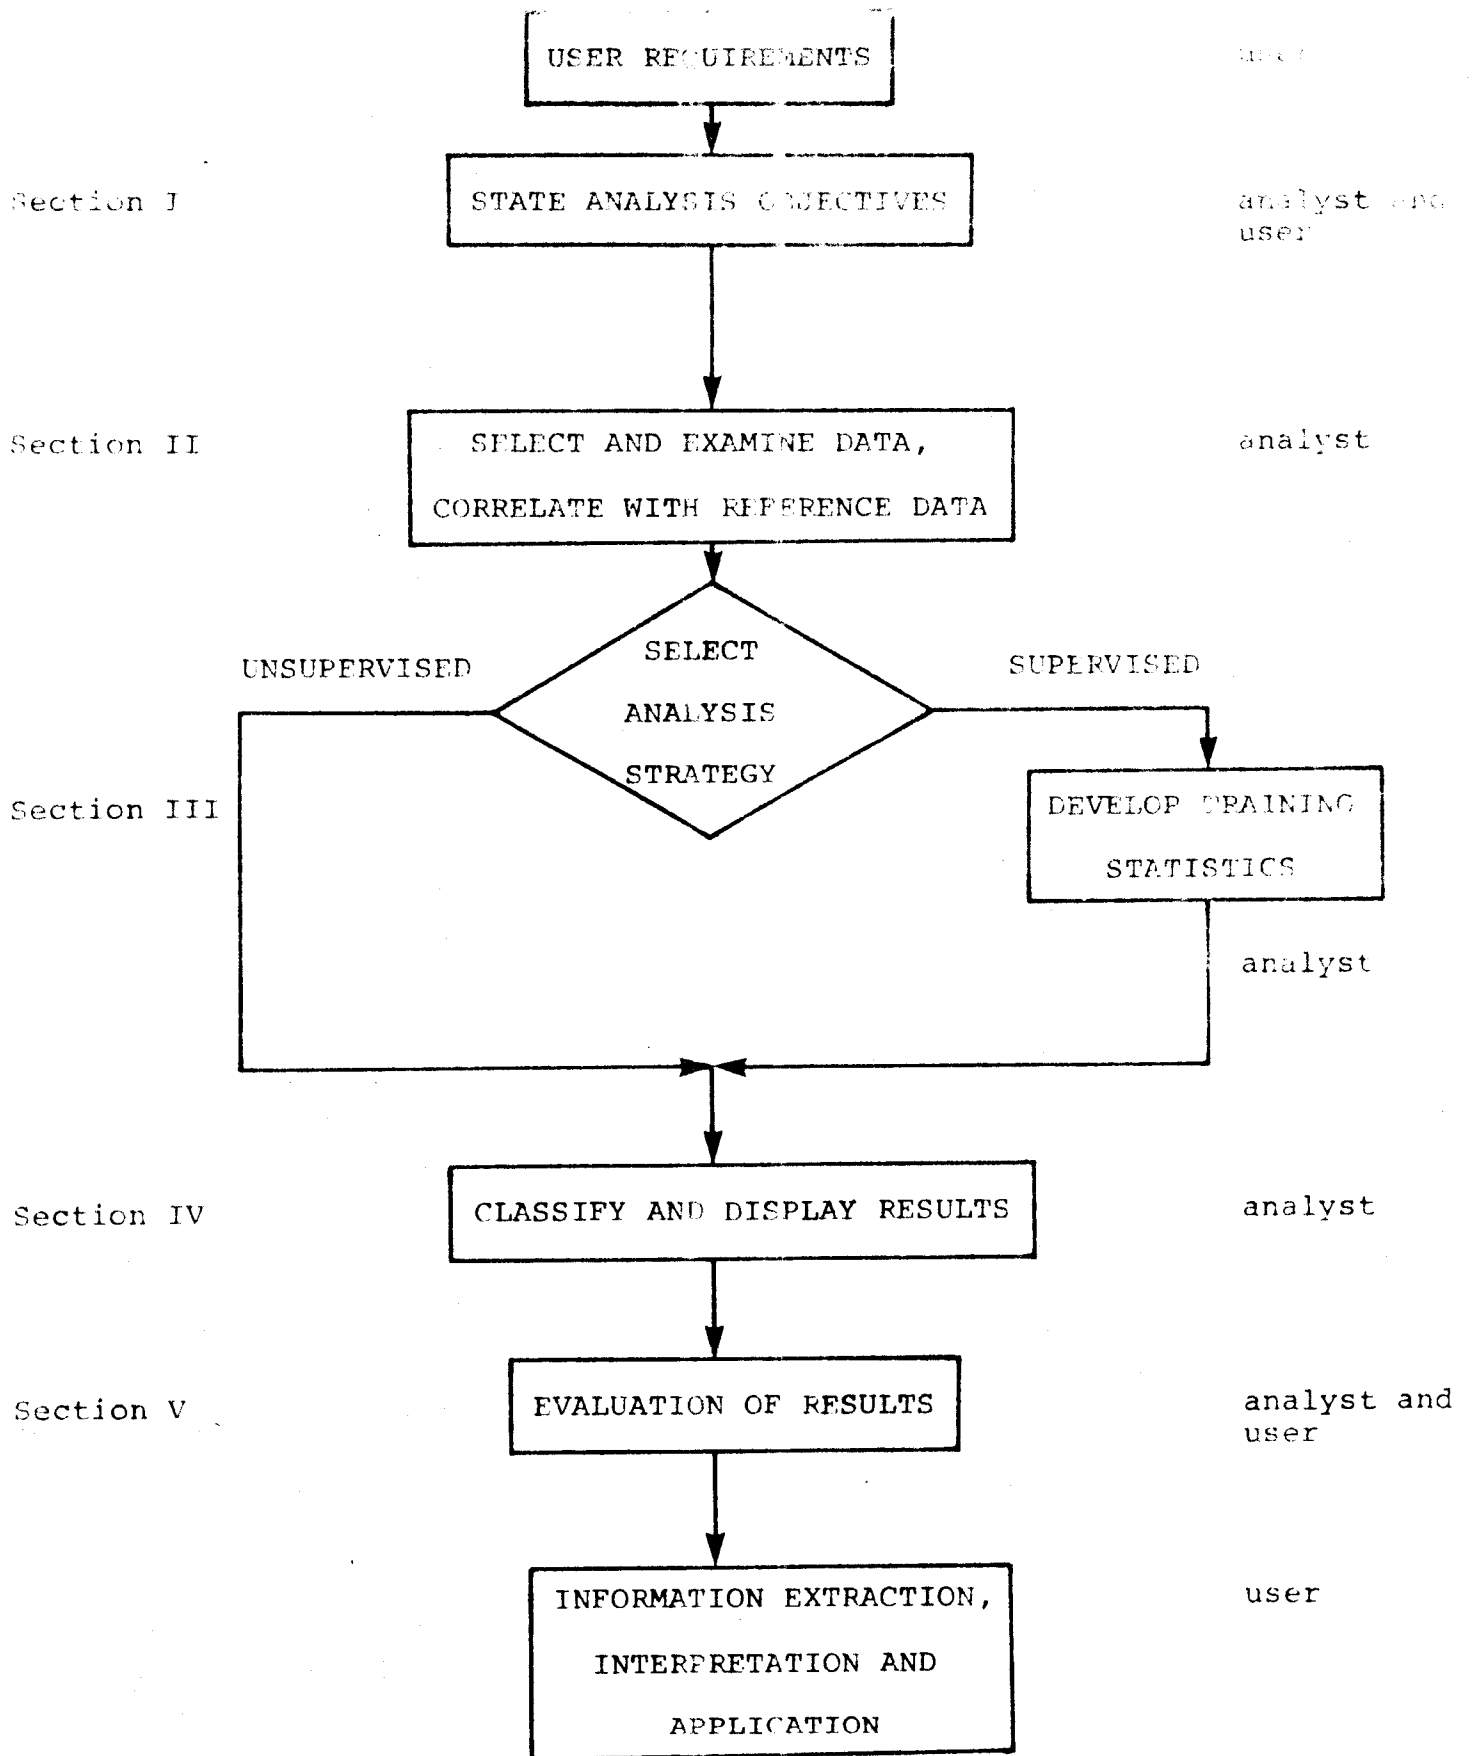 USER REQUIREMENTS
user
Section I
STATE ANALYSIS OBJECTIVES
analyst and
user
Section II
SELECT AND EXAMINE DATA,
CORRELATE WITH REFERENCE DATA
analyst
UNSUPERVISED
SELECT
ANALYSIS
STRATEGY
SUPERVISED
Section III
DEVELOP TRAINING
STATISTICS
analyst
Section IV
CLASSIFY AND DISPLAY RESULTS
analyst
Section V
EVALUATION OF RESULTS
analyst and
user
INFORMATION EXTRACTION,
INTERPRETATION AND
APPLICATION
user